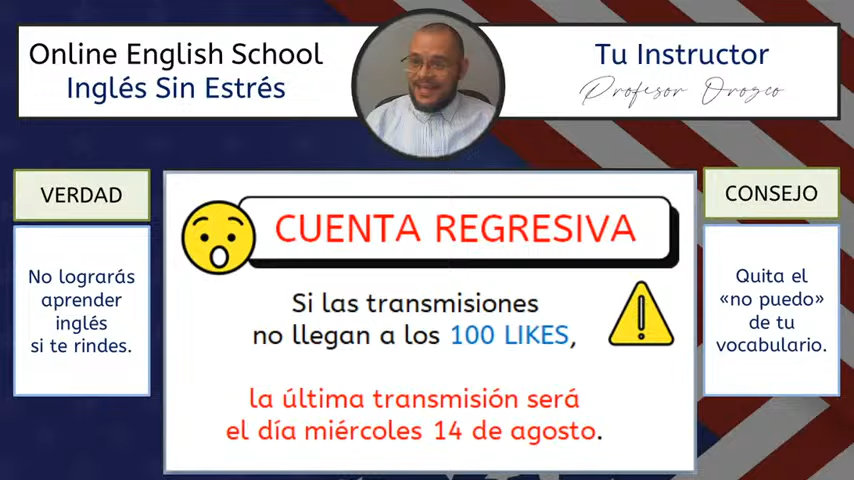 Online English School
Inglés Sin Estrés
Tu Instructor
Profesor Orozco
VERDAD
No lograrás
aprender
inglés
si te rindes.
CUENTA REGRESIVA
Si las transmisiones
no llegan a los 100 LIKES,
la última transmisión será
el día miércoles 14 de agosto.
CONSEJO
Quita el
«no puedo»
de tu
vocabulario.